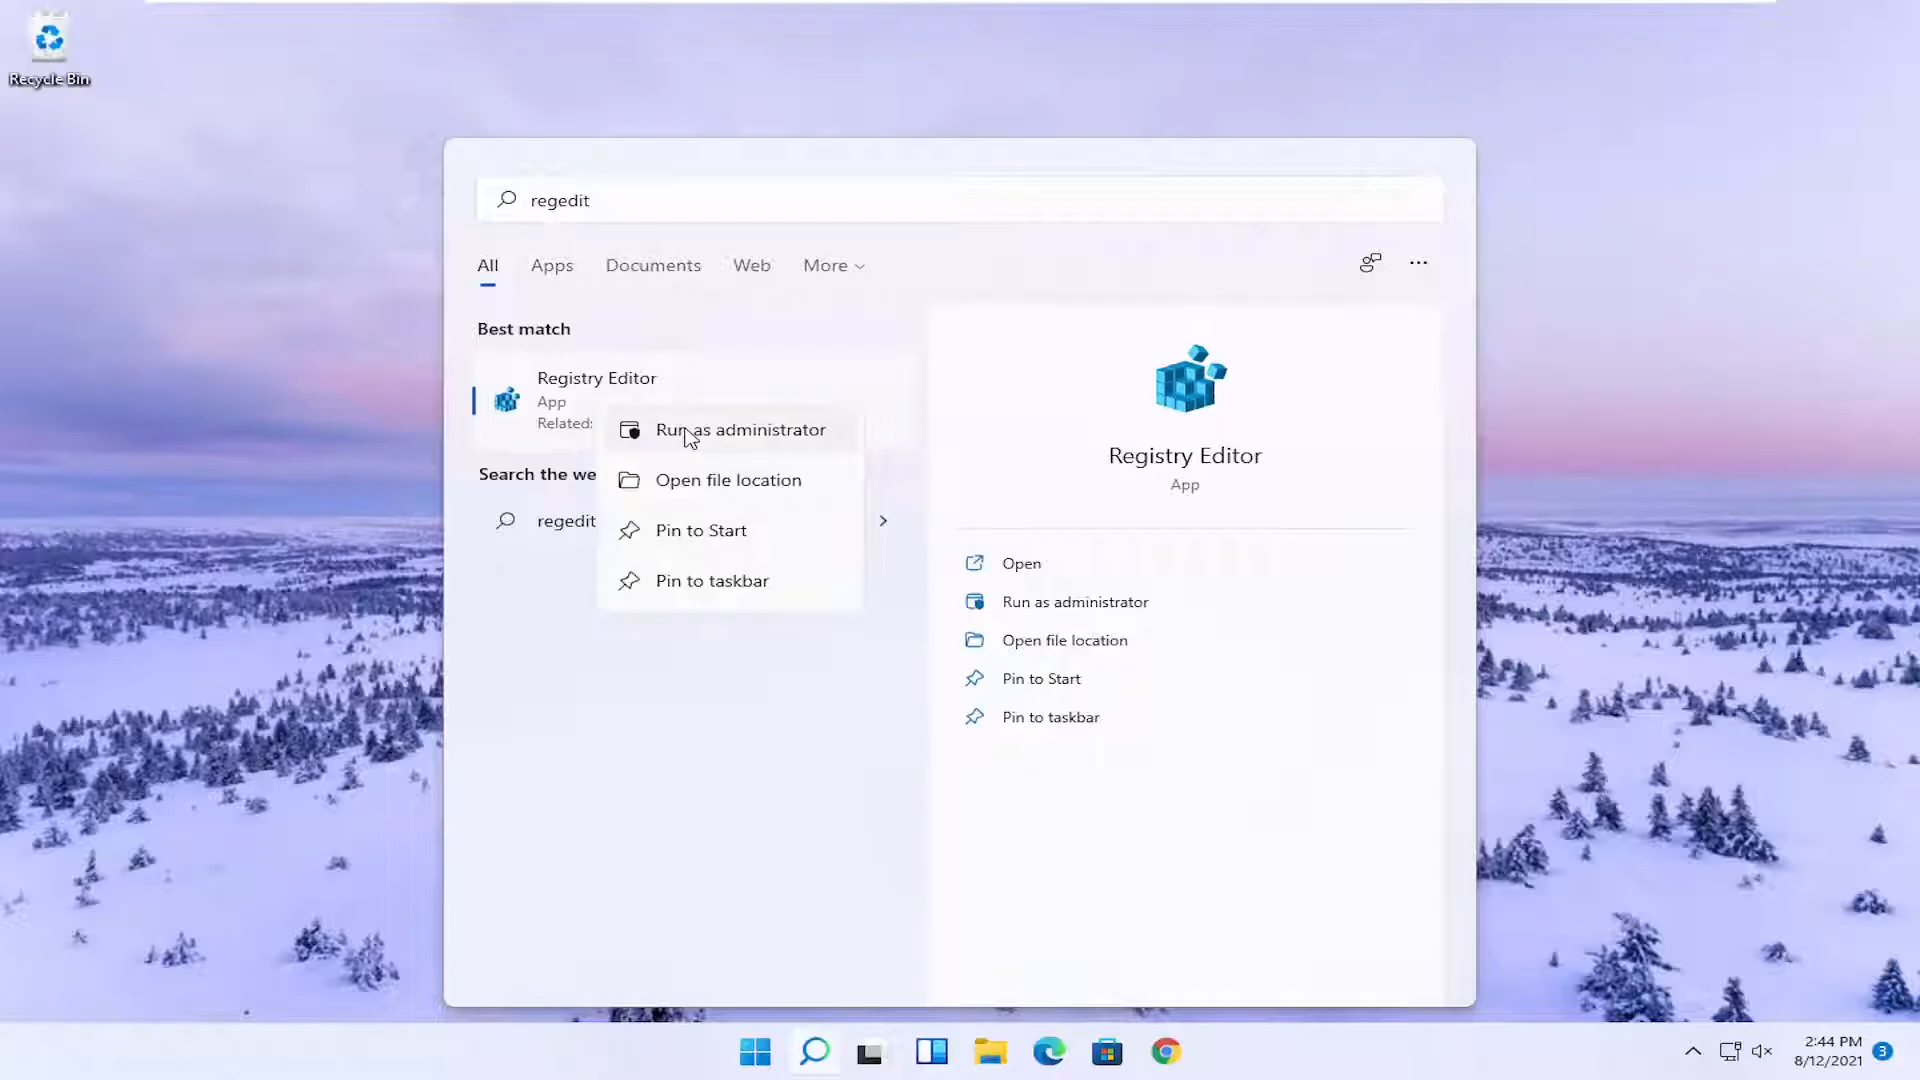 Recycle Bin
regedit
All Apps Documents Web More
Best match
Registry Editor
App
Related:
Search the we
regedit
Run as administrator
Open file location
Pin to Start
Pin to taskbar
Registry Editor
App
Open
Run as administrator
Open file location
Pin to Start
Pin to taskbar
2:44 PM
8/12/2021
3